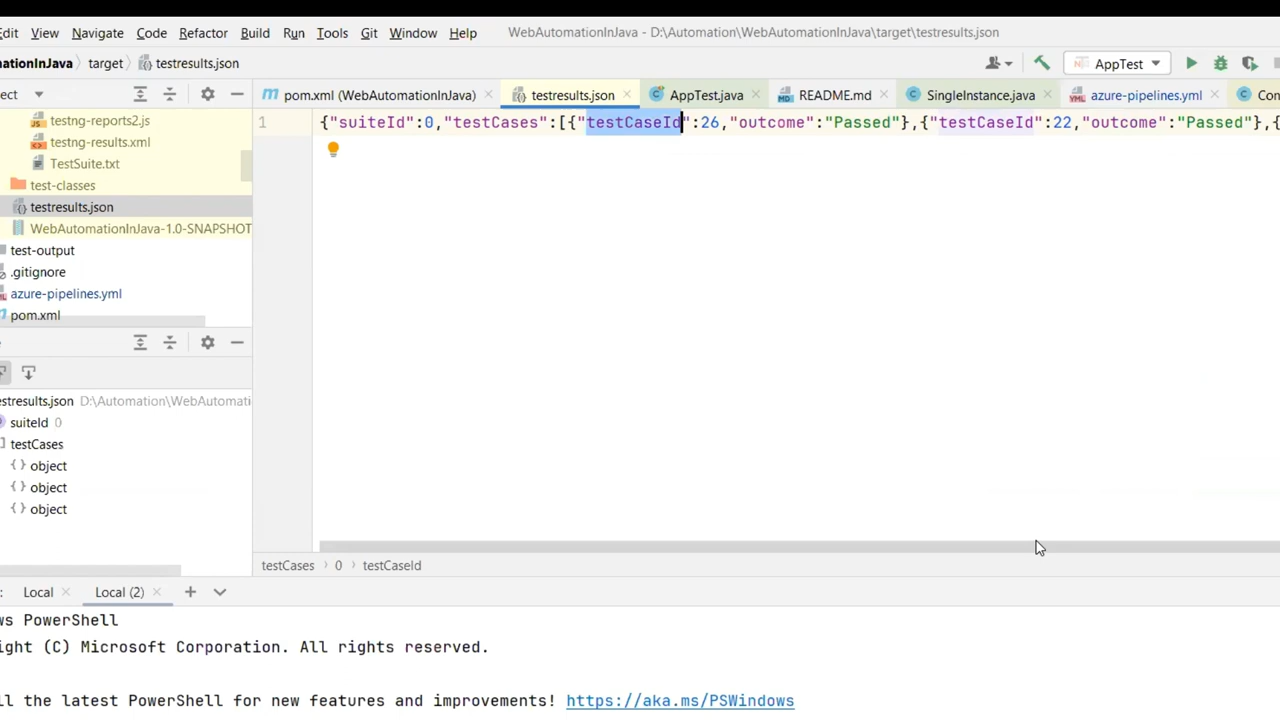 dit View Navigate Code Refactor Build Run Tools Git Window Help WebAutomationInJava - D:\Automation\WebAutomationInJava\target\testresults.json
mationInJava target testresults.json AppTest
ect pom.xml (WebAutomationInJava) testresults.json AppTest.java README.md SingleInstance.java azure-pipelines.yml Con
1 {"suiteId":0,"testCases":[{"testCaseId":26,"outcome":"Passed"},{"testCaseId":22,"outcome":"Passed"},{
testng-reports2.js
testng-results.xml
TestSuite.txt
test-classes
testresults.json
WebAutomationInJava-1.0-SNAPSHOT
test-output
.gitignore
azure-pipelines.yml
pom.xml
estresults.json D:\Automation\WebAutomati
suiteId 0
testCases
{} object
{} object
{} object
testCases › 0 › testCaseId
: Local Local (2)
ws PowerShell
ight (C) Microsoft Corporation. All rights reserved.
ll the latest PowerShell for new features and improvements! https://aka.ms/PSWindows